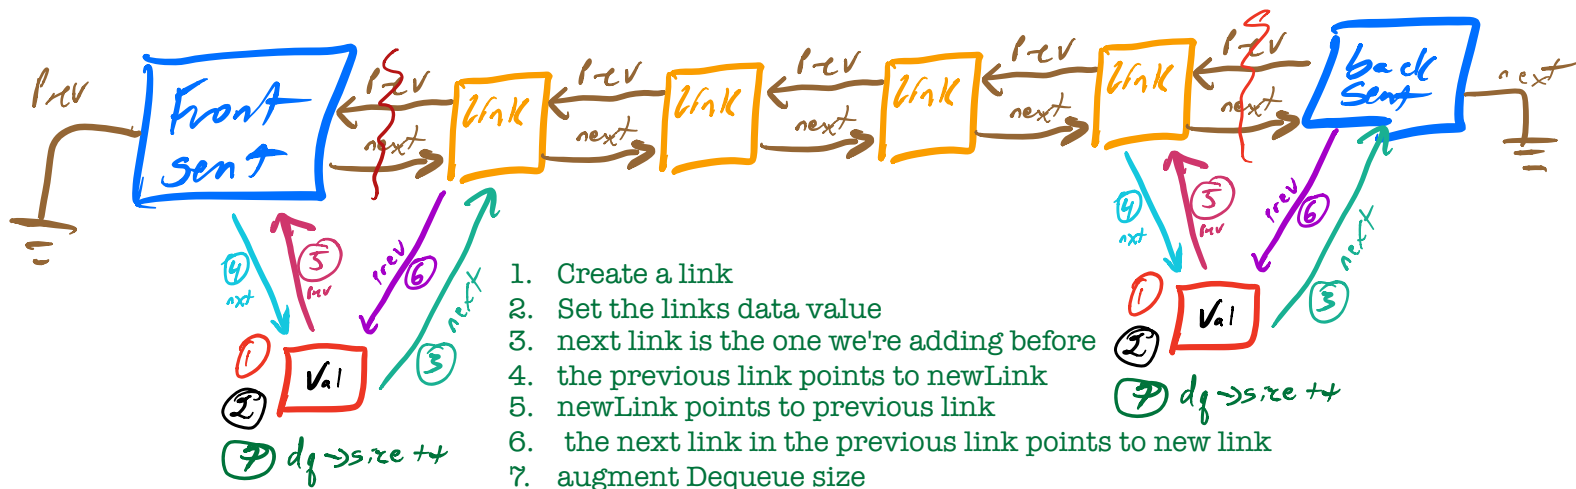 Prev
Front
sent
Prev
next
Link
Prev
next
Link
Prev
next
Link
Prev
next
Link
Prev
next
back
sent
next
4
next
5
prev
prev
6
next
3
1
2
Val
7 dq->size ++
4
next
5
prev
prev
6
next
3
1
2
Val
7 dq->size ++
1. Create a link
2. Set the links data value
3. next link is the one we're adding before
4. the previous link points to newLink
5. newLink points to previous link
6. the next link in the previous link points to new link
7. augment Dequeue size